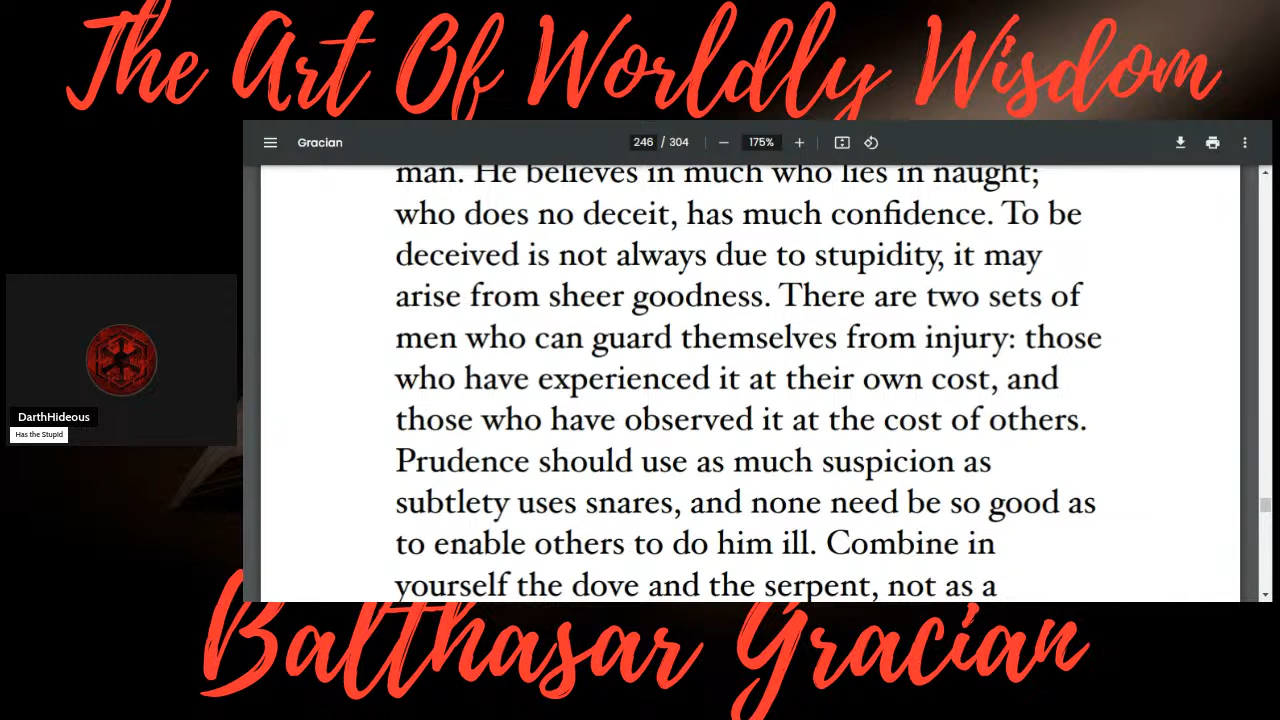 The Art Of Worldly Wisdom
Gracian
246 / 304
175%
man. He believes in much who lies in naught;
who does no deceit, has much confidence. To be
deceived is not always due to stupidity, it may
arise from sheer goodness. There are two sets of
men who can guard themselves from injury: those
who have experienced it at their own cost, and
those who have observed it at the cost of others.
Prudence should use as much suspicion as
subtlety uses snares, and none need be so good as
to enable others to do him ill. Combine in
yourself the dove and the serpent, not as a
DarthHideous
Has the Stupid
Balthasar Gracian